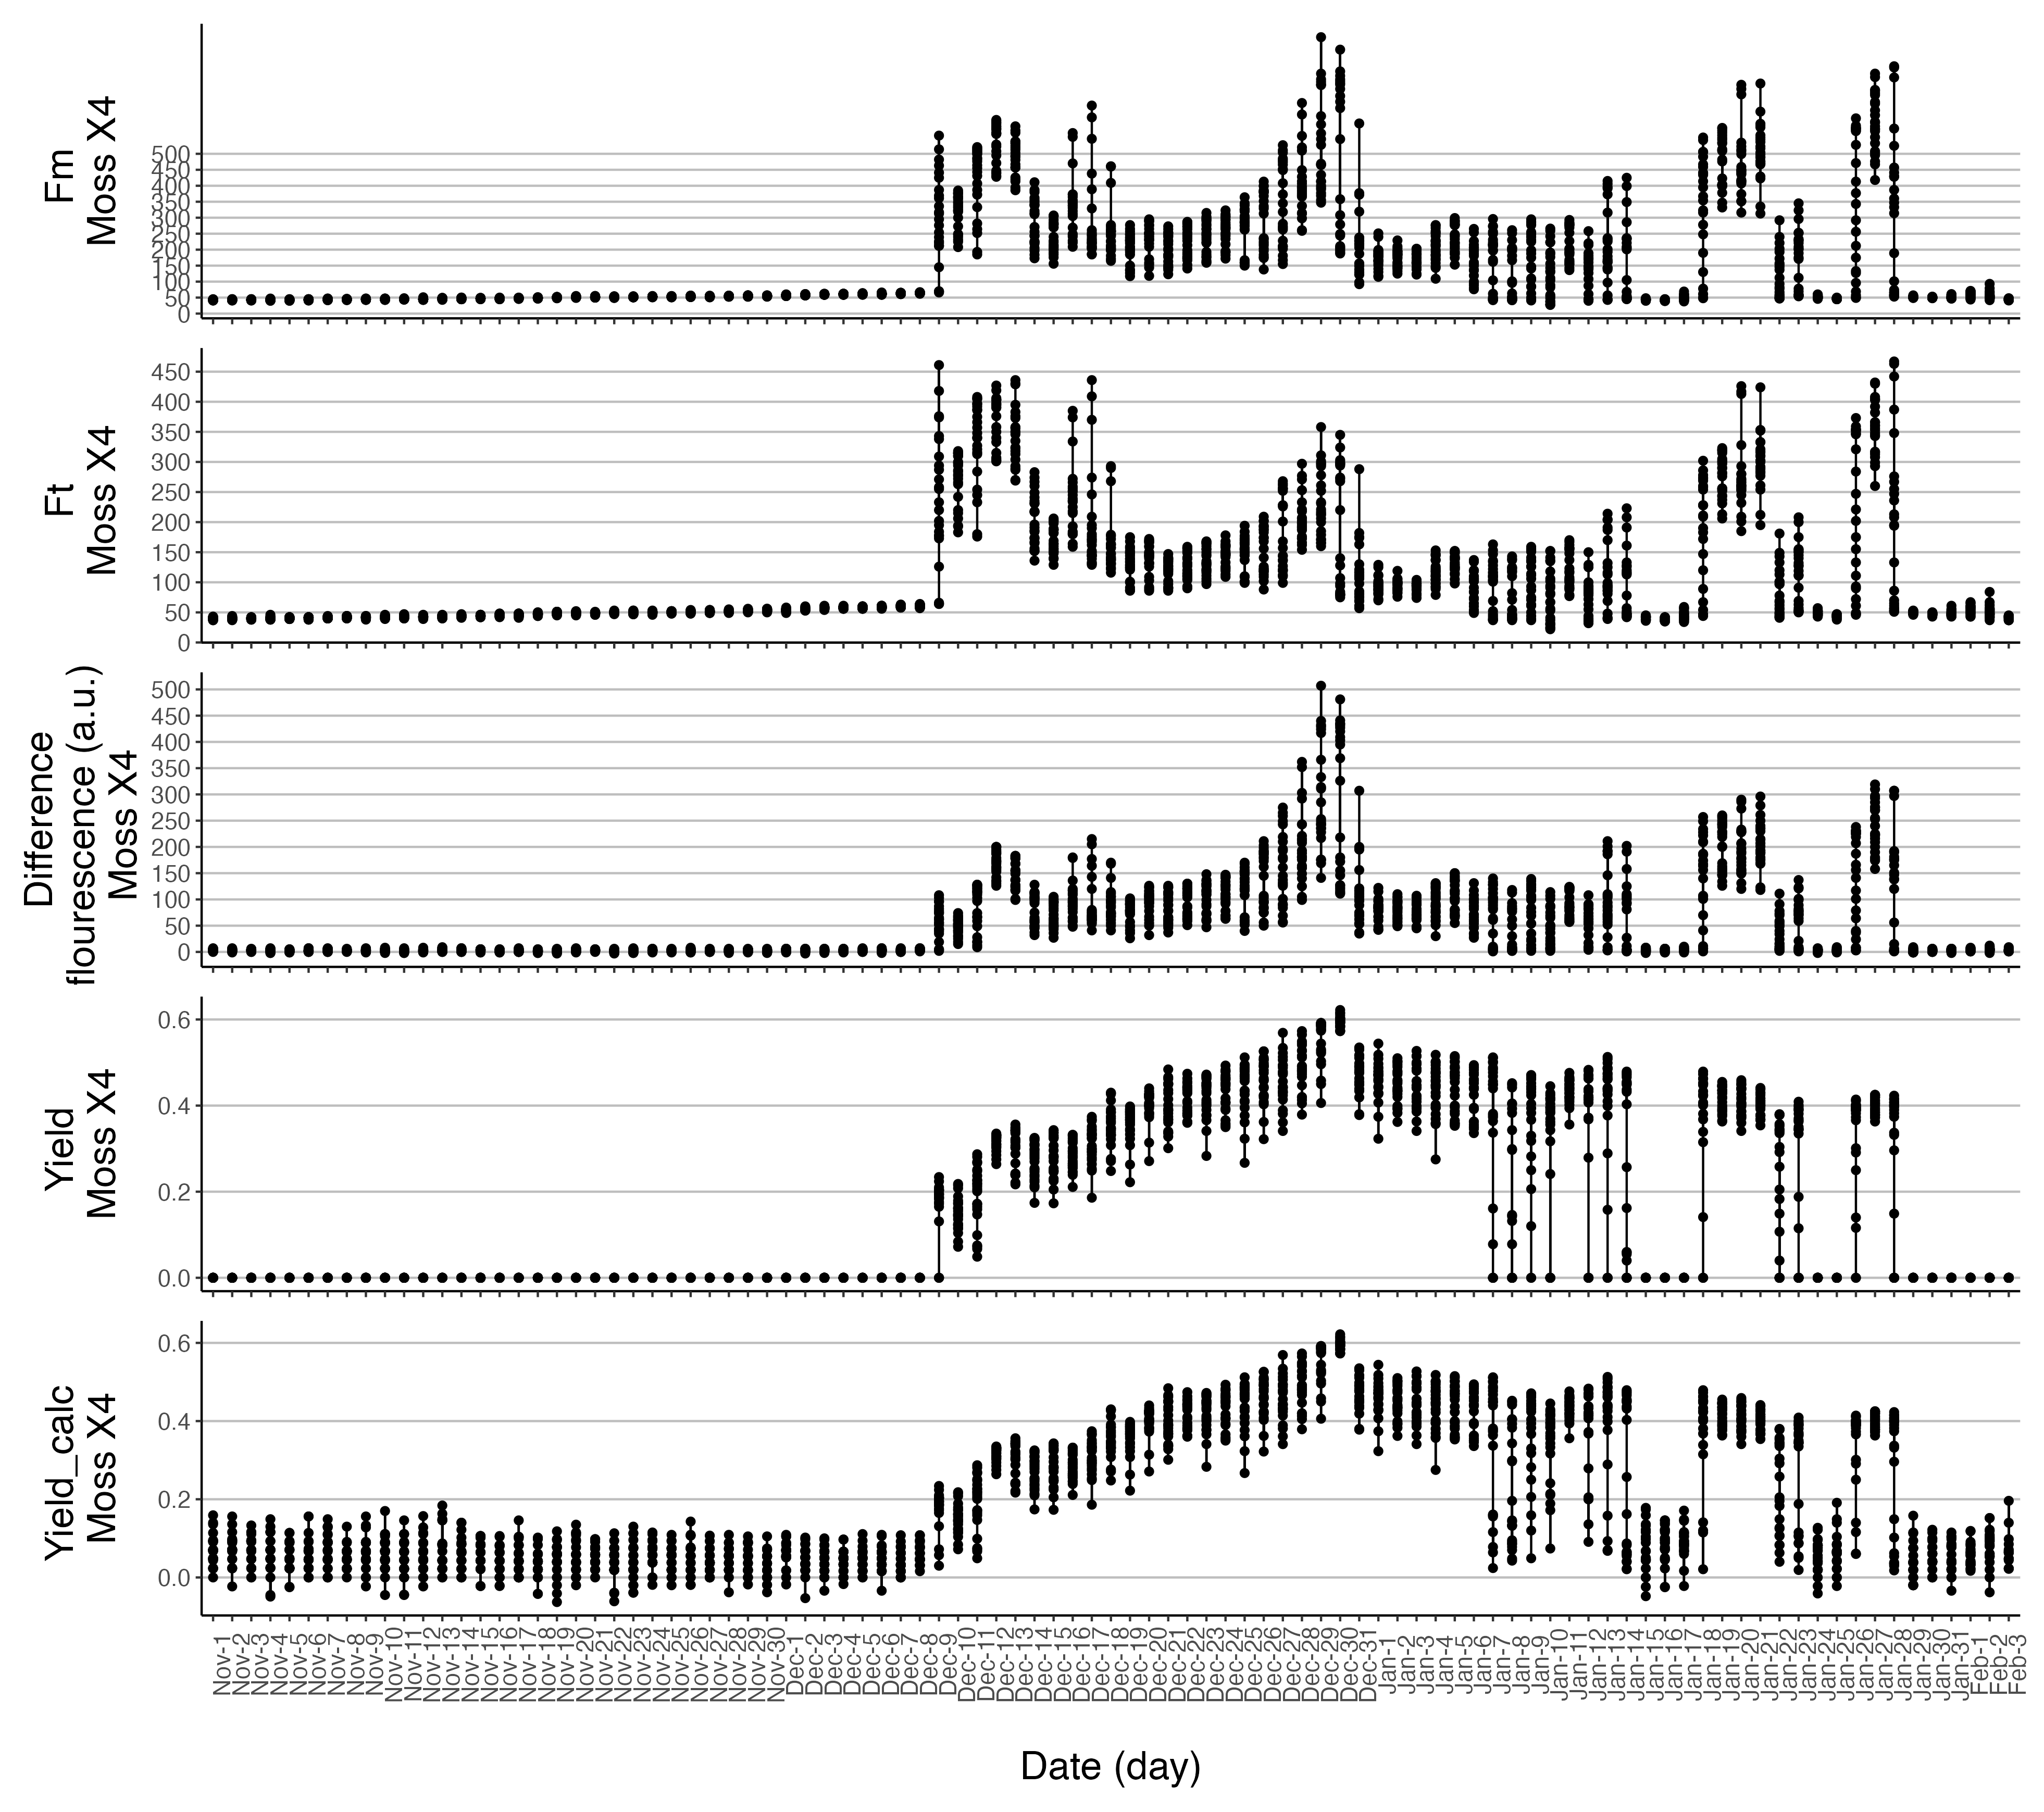 Fm
Moss X4
500
450
400
350
300
250
200
150
100
50
0
Ft
Moss X4
450
400
350
300
250
200
150
100
50
0
Difference
flourescence (a.u.)
Moss X4
500
450
400
350
300
250
200
150
100
50
0
Yield
Moss X4
0.6
0.4
0.2
0.0
Yield_calc
Moss X4
0.6
0.4
0.2
0.0
Nov-1
Nov-2
Nov-3
Nov-4
Nov-5
Nov-6
Nov-7
Nov-8
Nov-9
Nov-10
Nov-11
Nov-12
Nov-13
Nov-14
Nov-15
Nov-16
Nov-17
Nov-18
Nov-19
Nov-20
Nov-21
Nov-22
Nov-23
Nov-24
Nov-25
Nov-26
Nov-27
Nov-28
Nov-29
Nov-30
Dec-1
Dec-2
Dec-3
Dec-4
Dec-5
Dec-6
Dec-7
Dec-8
Dec-9
Dec-10
Dec-11
Dec-12
Dec-13
Dec-14
Dec-15
Dec-16
Dec-17
Dec-18
Dec-19
Dec-20
Dec-21
Dec-22
Dec-23
Dec-24
Dec-25
Dec-26
Dec-27
Dec-28
Dec-29
Dec-30
Dec-31
Jan-1
Jan-2
Jan-3
Jan-4
Jan-5
Jan-6
Jan-7
Jan-8
Jan-9
Jan-10
Jan-11
Jan-12
Jan-13
Jan-14
Jan-15
Jan-16
Jan-17
Jan-18
Jan-19
Jan-20
Jan-21
Jan-22
Jan-23
Jan-24
Jan-25
Jan-26
Jan-27
Jan-28
Jan-29
Jan-30
Jan-31
Feb-1
Feb-2
Feb-3
Date (day)